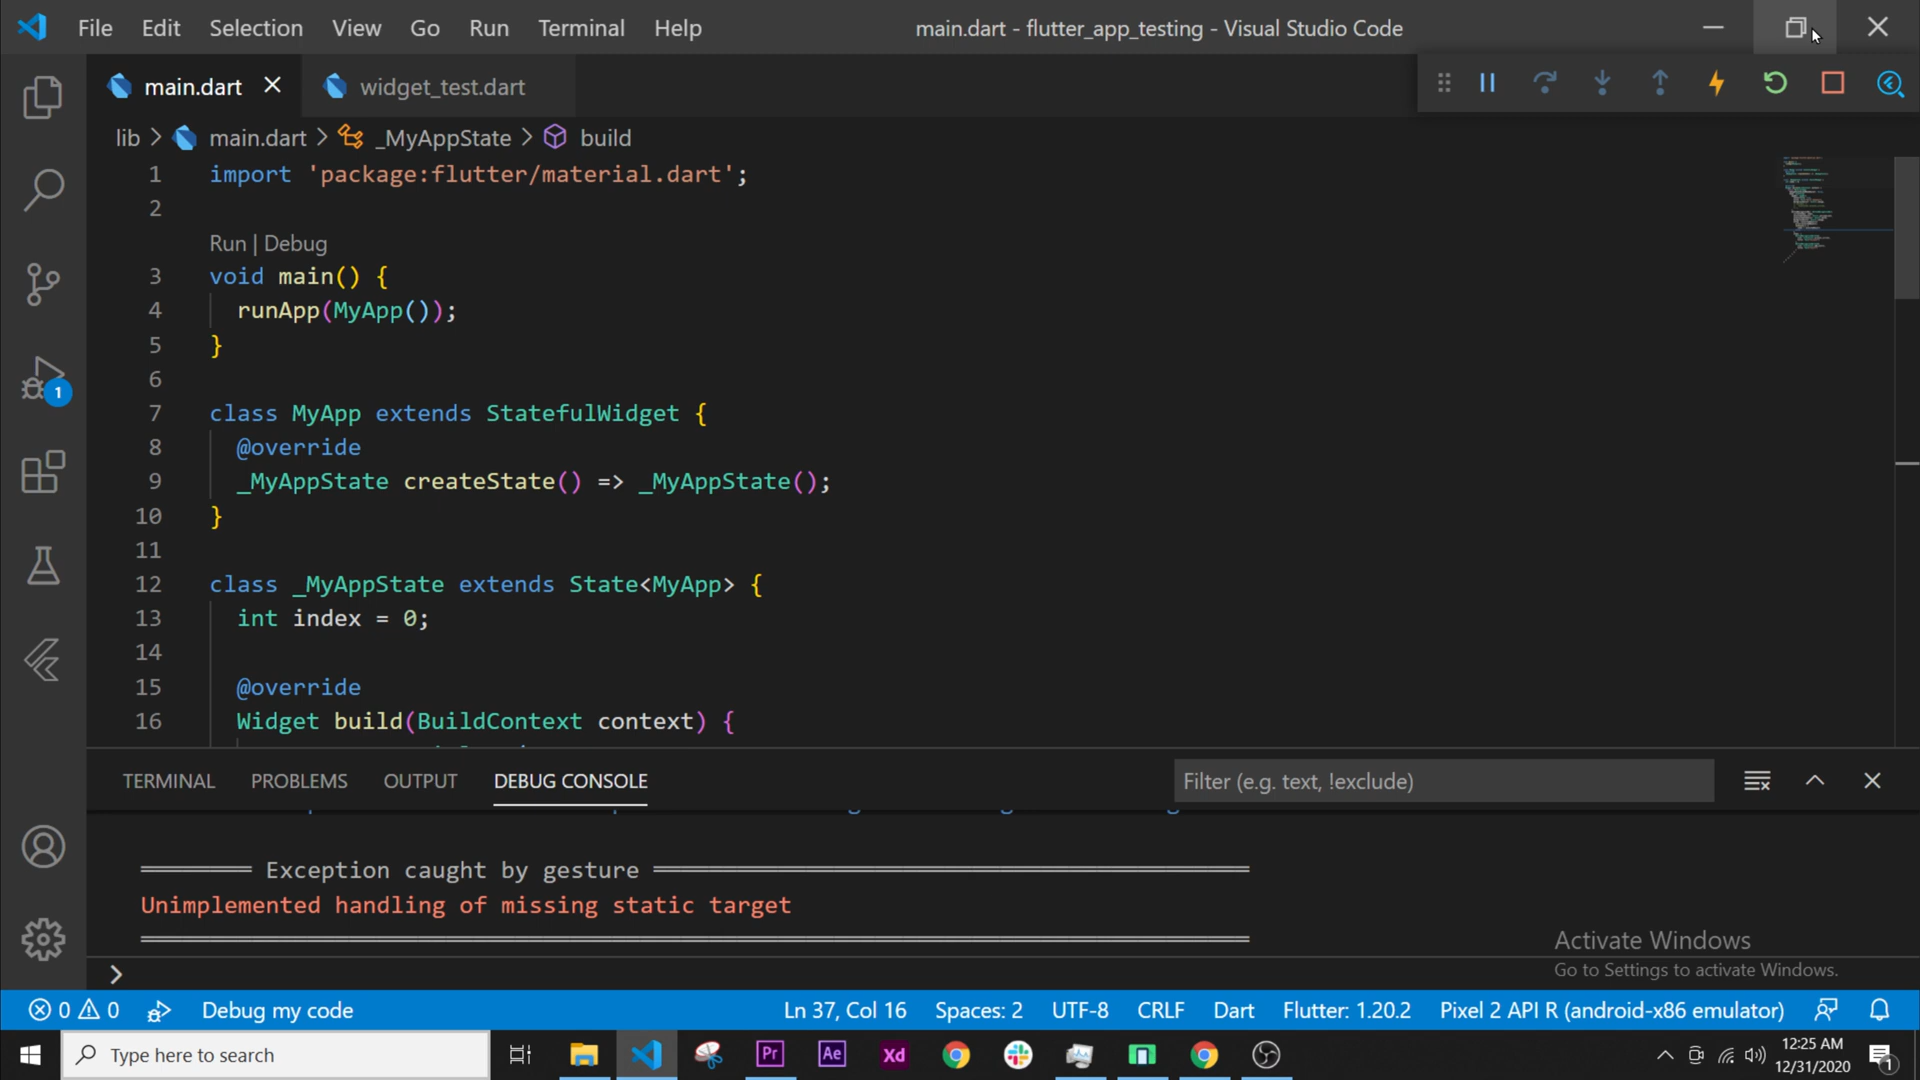 File Edit Selection View Go Run Terminal Help main.dart - flutter_app_testing - Visual Studio Code
main.dart widget_test.dart
lib > main.dart > _MyAppState > build
1 import 'package:flutter/material.dart';
2
Run | Debug
3 void main() {
4 runApp(MyApp());
5 }
6
7 class MyApp extends StatefulWidget {
8 @override
9 _MyAppState createState() => _MyAppState();
10 }
11
12 class _MyAppState extends State<MyApp> {
13 int index = 0;
14
15 @override
16 Widget build(BuildContext context) {
1
TERMINAL PROBLEMS OUTPUT DEBUG CONSOLE Filter (e.g. text, !exclude)
Exception caught by gesture
Unimplemented handling of missing static target
Activate Windows
Go to Settings to activate Windows.
0 0 Debug my code Ln 37, Col 16 Spaces: 2 UTF-8 CRLF Dart Flutter: 1.20.2 Pixel 2 API R (android-x86 emulator)
Type here to search Pr Ae Xd 12:25 AM
12/31/2020 1